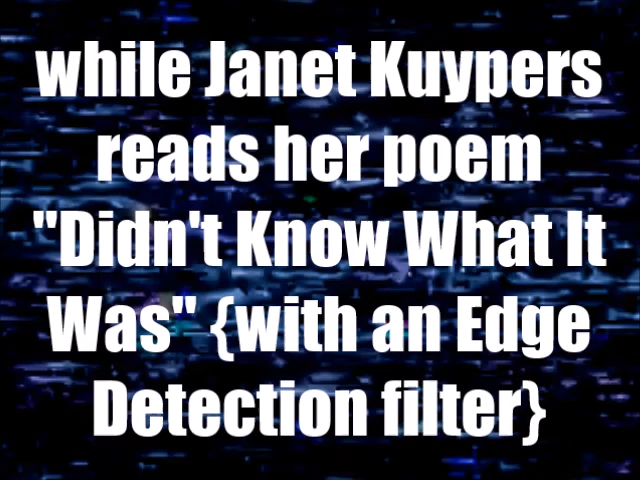 while Janet Kuypers
reads her poem
"Didn't Know What It
Was" {with an Edge
Detection filter}